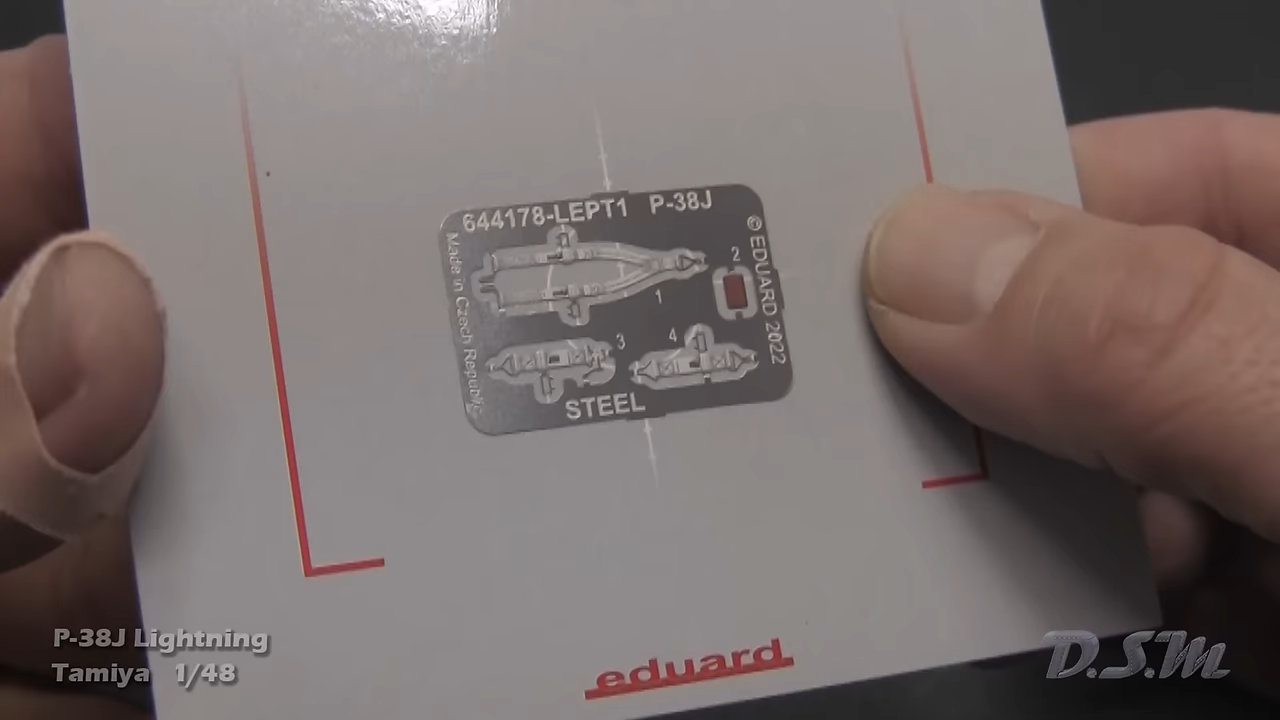 644178-LEPT1 P-38J
Made in Czech Republic
© EDUARD 2022
2
1
3
4
STEEL
eduard
P-38J Lightning
Tamiya 1/48
D.S.M